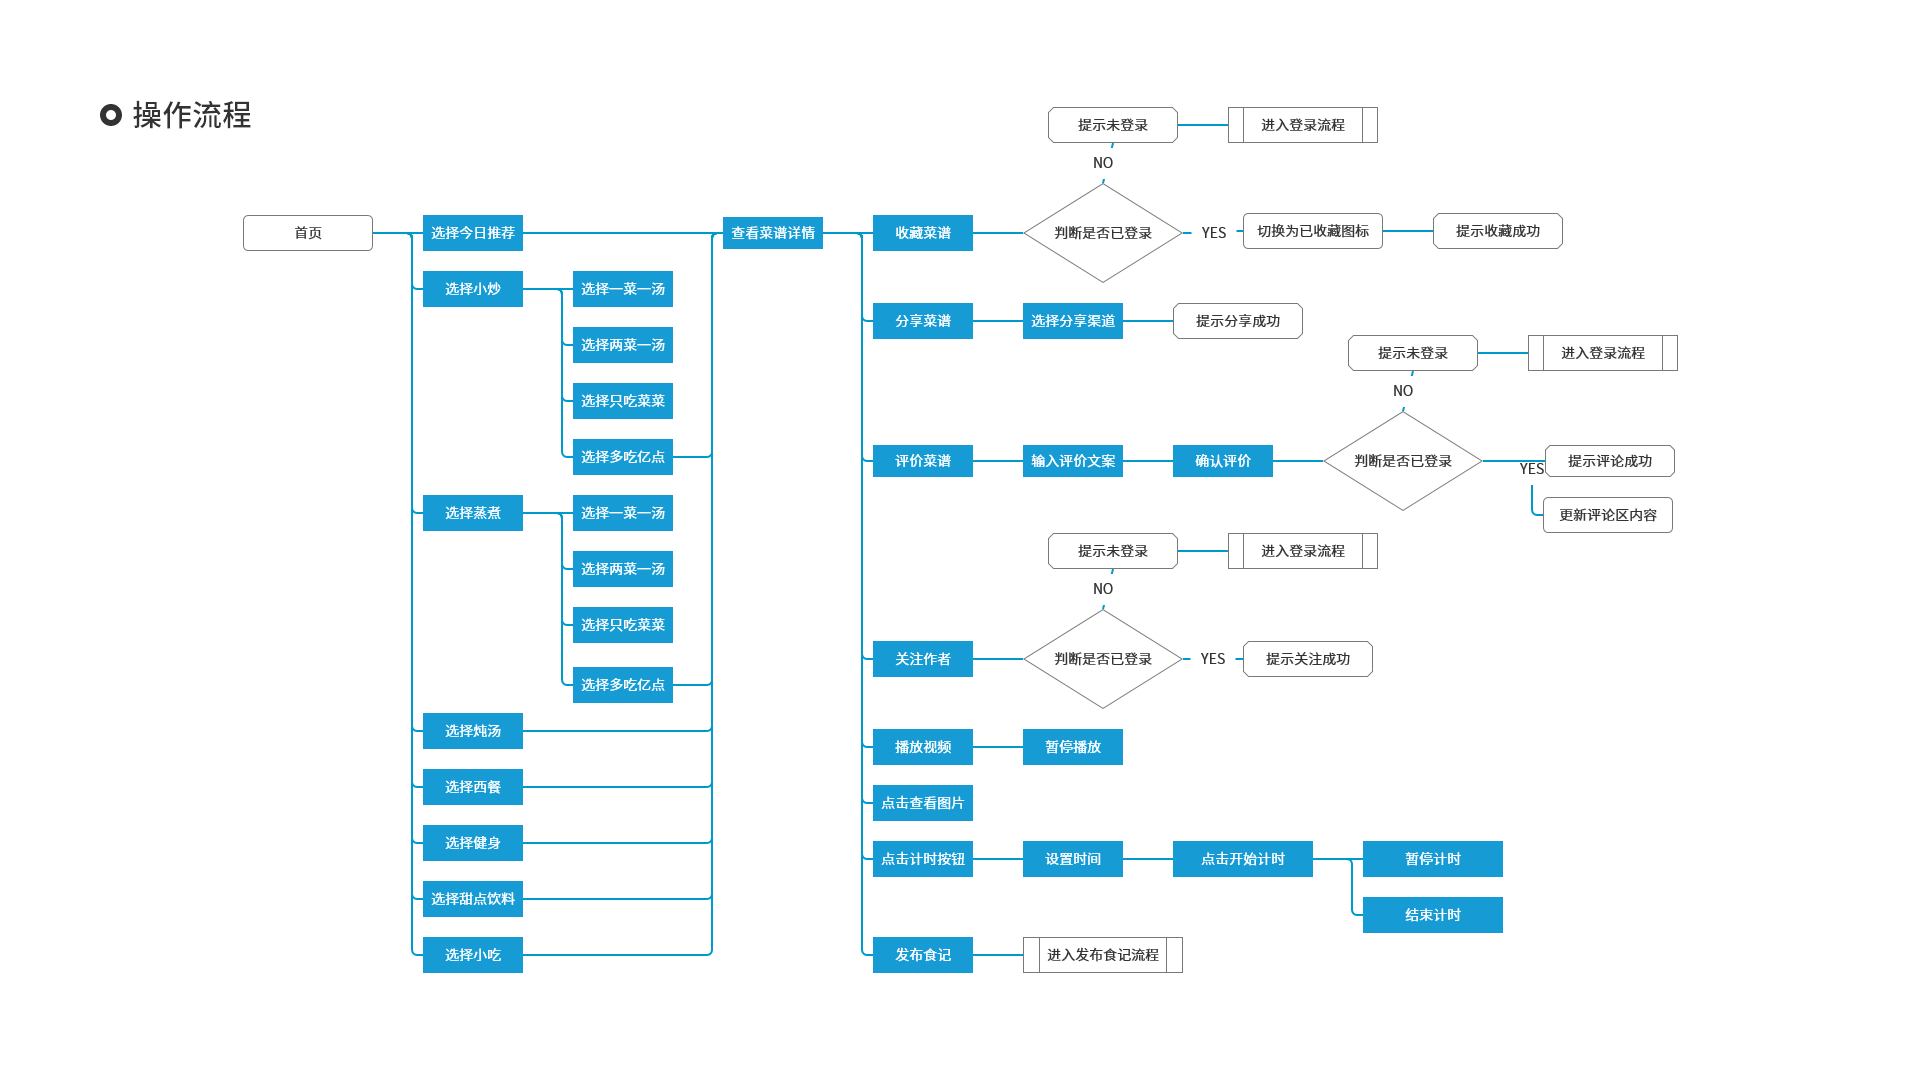 操作流程
提示未登录
进入登录流程
NO
首页
选择今日推荐
查看菜谱详情
收藏菜谱
判断是否已登录
YES
切换为已收藏图标
提示收藏成功
选择小炒
选择一菜一汤
选择两菜一汤
选择只吃菜菜
选择多吃亿点
分享菜谱
选择分享渠道
提示分享成功
提示未登录
进入登录流程
NO
评价菜谱
输入评价文案
确认评价
判断是否已登录
YES
提示评论成功
更新评论区内容
选择蒸煮
选择一菜一汤
选择两菜一汤
选择只吃菜菜
选择多吃亿点
提示未登录
进入登录流程
NO
关注作者
判断是否已登录
YES
提示关注成功
选择炖汤
播放视频
暂停播放
选择西餐
点击查看图片
选择健身
点击计时按钮
设置时间
点击开始计时
暂停计时
结束计时
选择甜点饮料
选择小吃
发布食记
进入发布食记流程